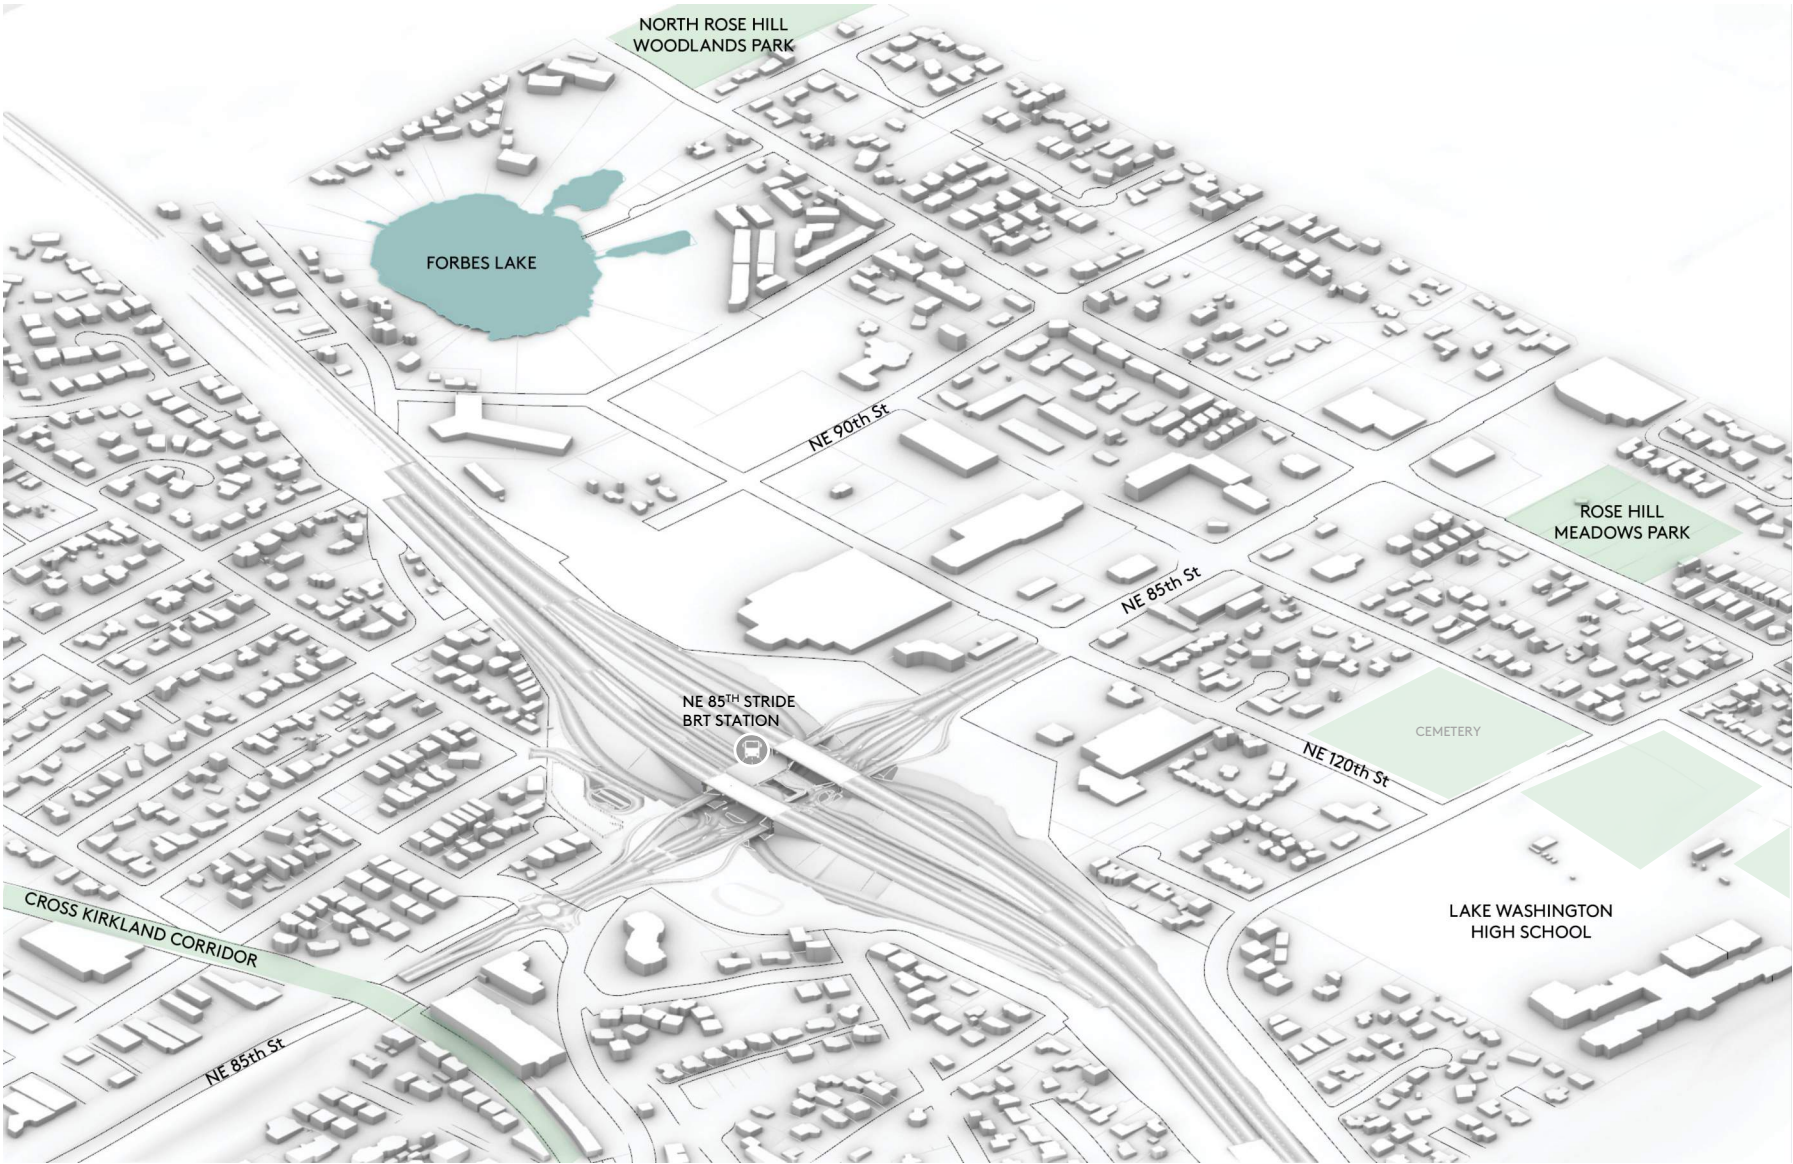 NORTH ROSE HILL
WOODLANDS PARK
FORBES LAKE
NE 90th St
ROSE HILL
MEADOWS PARK
NE 85th St
NE 85TH STRIDE
BRT STATION
CEMETERY
NE 120th St
CROSS KIRKLAND CORRIDOR
LAKE WASHINGTON
HIGH SCHOOL
NE 85th St